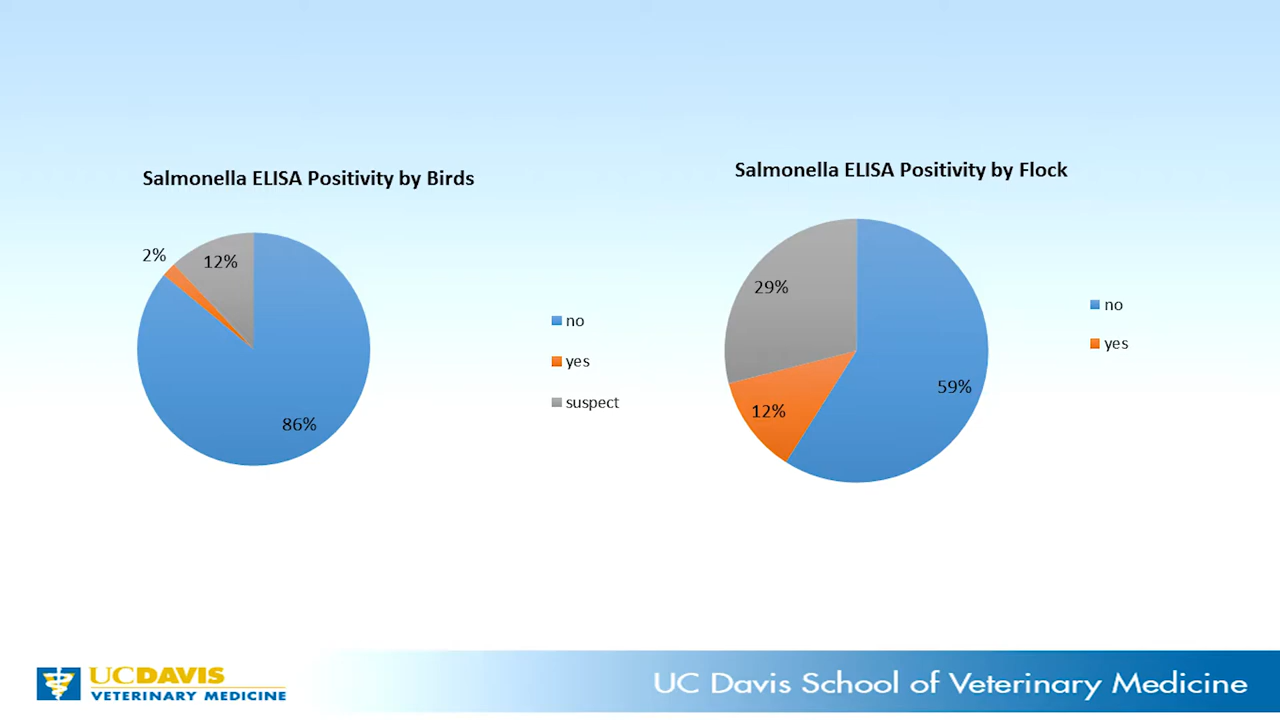 Salmonella ELISA Positivity by Birds
2%
12%
86%
no
yes
suspect
Salmonella ELISA Positivity by Flock
29%
12%
59%
no
yes
UCDAVIS
VETERINARY MEDICINE
UC Davis School of Veterinary Medicine